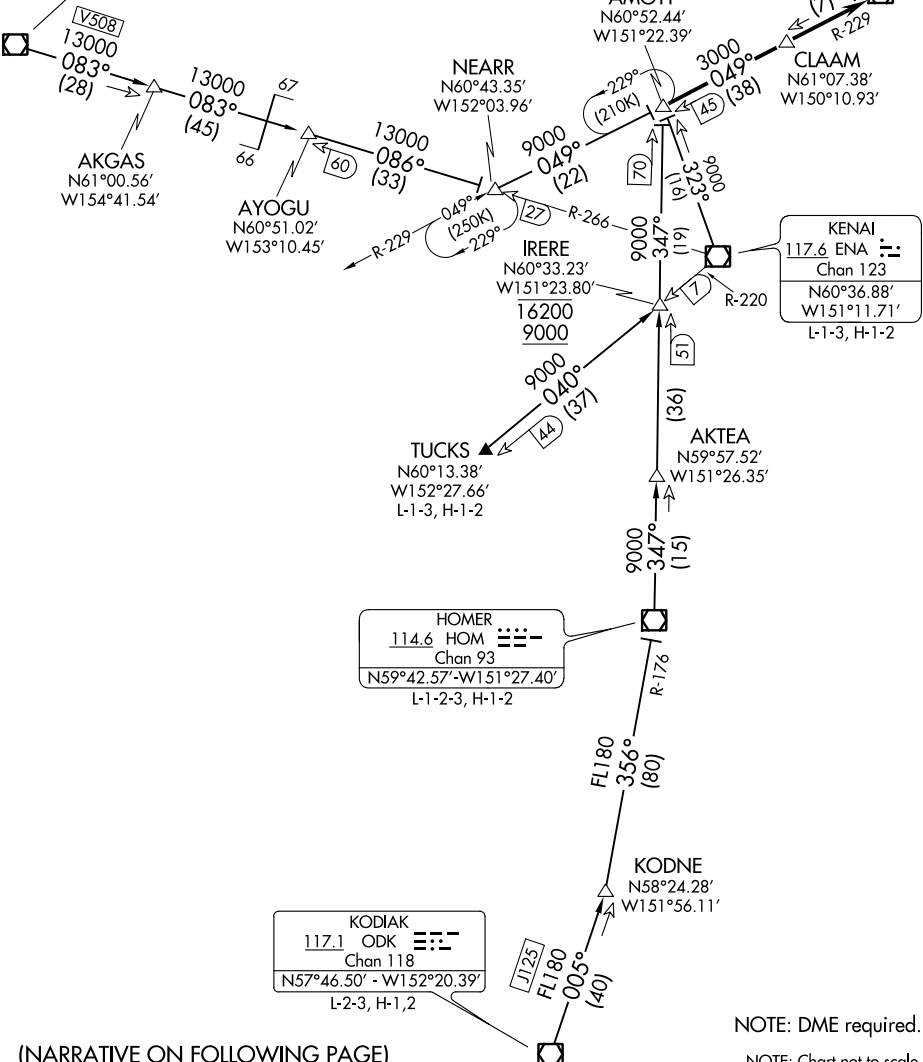 V508
13000
083°
(28)
AKGAS
N61°00.56'
W154°41.54'
13000
083°
(45)
67
66
AYOGU
N60°51.02'
W153°10.45'
60
13000
086°
(33)
NEARR
N60°43.35'
W152°03.96'
R-229
049°
(250K)
229°
27
R-266
9000
049°
(22)
229°
(210K)
N60°52.44'
W151°22.39'
3000
049°
(38)
45
CLAAM
N61°07.38'
W150°10.93'
R-229
70
9000
347°
(19)
9000
323°
(16)
KENAI
117.6 ENA
Chan 123
N60°36.88'
W151°11.71'
L-1-3, H-1-2
7
R-220
IRERE
N60°33.23'
W151°23.80'
16200
9000
9000
040°
(37)
44
TUCKS
N60°13.38'
W152°27.66'
L-1-3, H-1-2
51
(36)
AKTEA
N59°57.52'
W151°26.35'
9000
347°
(15)
HOMER
114.6 HOM
Chan 93
N59°42.57'-W151°27.40'
L-1-2-3, H-1-2
R-176
FL180
356°
(80)
KODNE
N58°24.28'
W151°56.11'
J125
FL180
005°
(40)
KODIAK
117.1 ODK
Chan 118
N57°46.50' - W152°20.39'
L-2-3, H-1,2
NOTE: DME required.
NOTE: Chart not to scale
(NARRATIVE ON FOLLOWING PAGE)